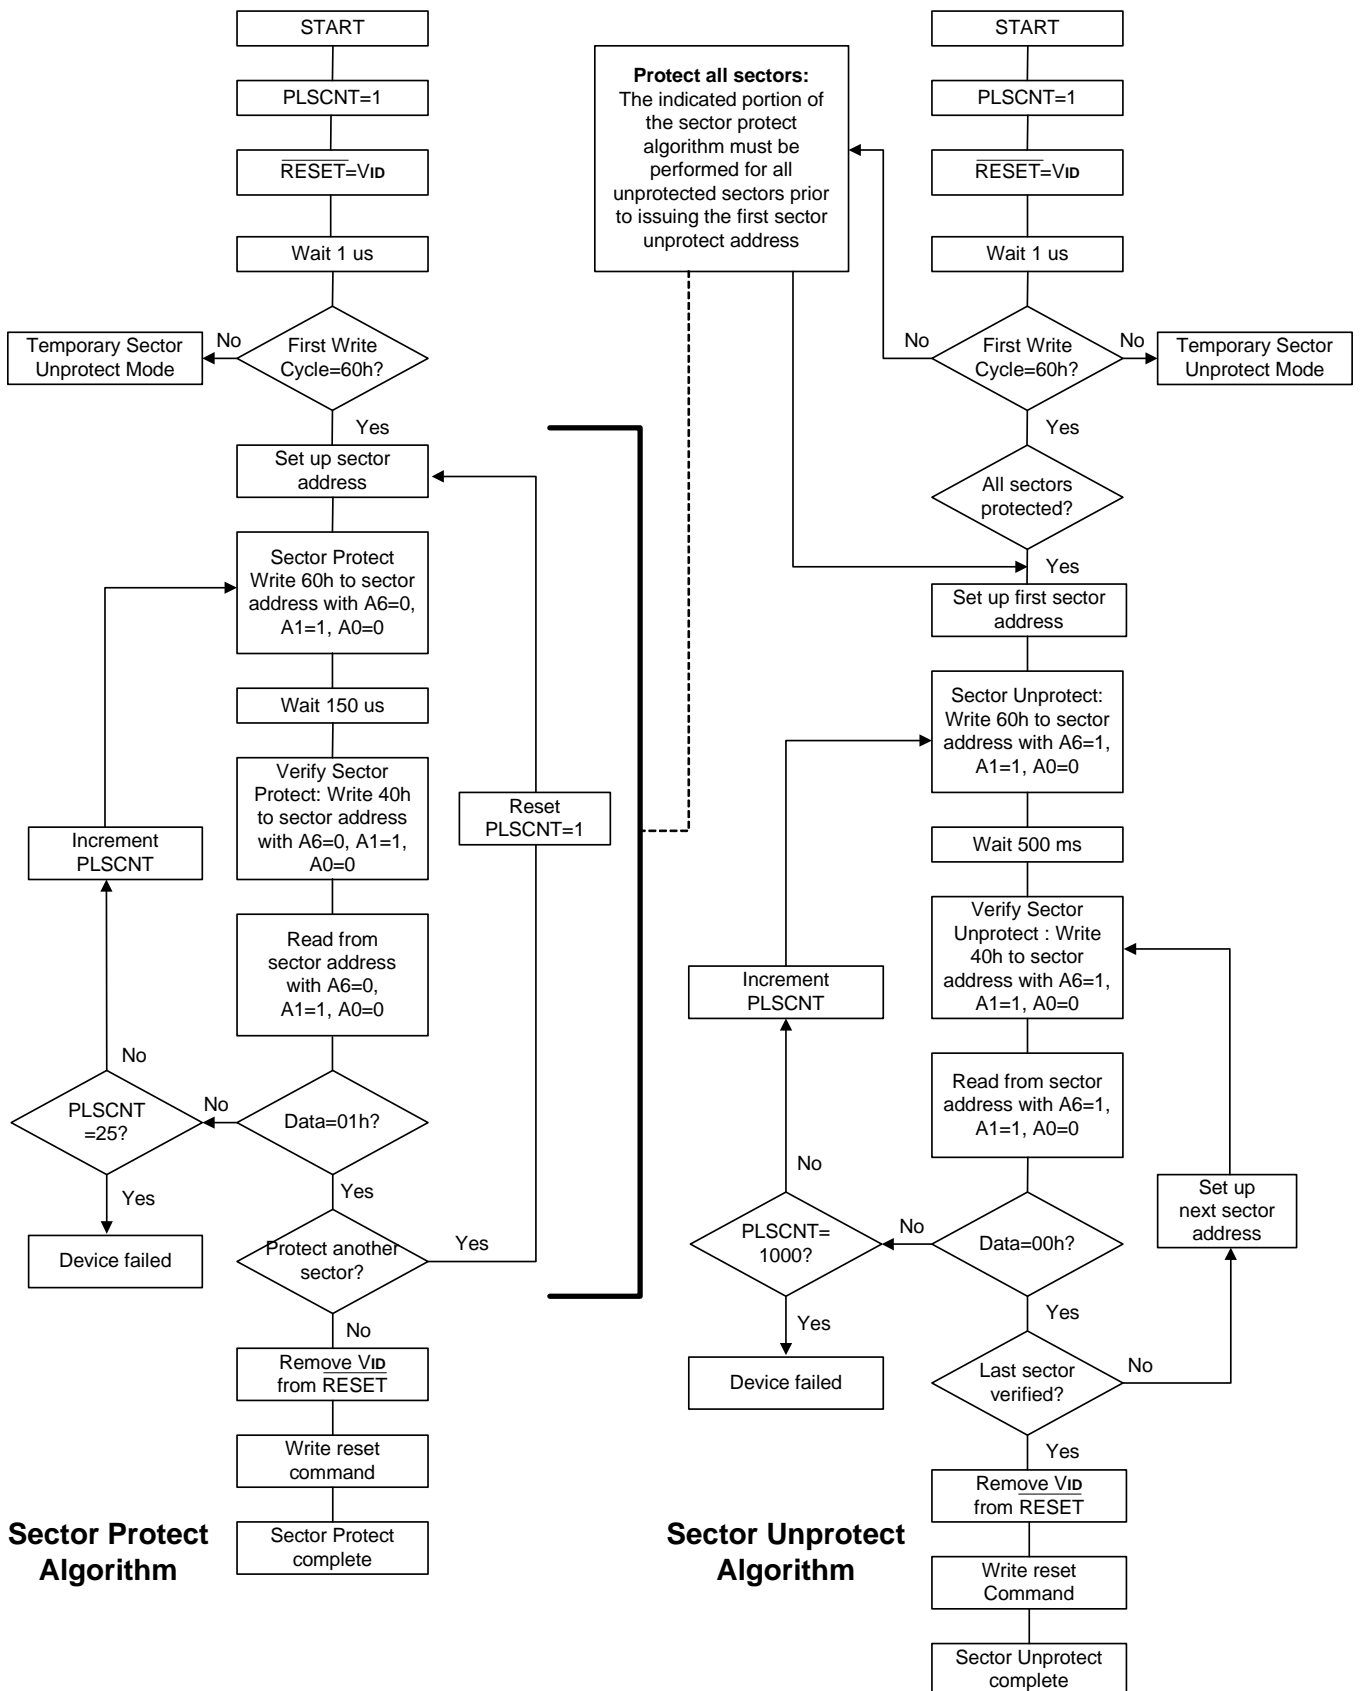 START
PLSCNT=1
RESET=VID
Wait 1 us
First Write
Cycle=60h?
No
Temporary Sector
Unprotect Mode
Yes
Set up sector
address
Sector Protect
Write 60h to sector
address with A6=0,
A1=1, A0=0
Wait 150 us
Verify Sector
Protect: Write 40h
to sector address
with A6=0, A1=1,
A0=0
Reset
PLSCNT=1
Increment
PLSCNT
Read from
sector address
with A6=0,
A1=1, A0=0
No
PLSCNT
=25?
No
Data=01h?
Yes
Yes
Device failed
Protect another
sector?
Yes
No
Remove VID
from RESET
Write reset
command
Sector Protect
complete
Sector Protect
Algorithm
Protect all sectors:
The indicated portion of
the sector protect
algorithm must be
performed for all
unprotected sectors prior
to issuing the first sector
unprotect address
START
PLSCNT=1
RESET=VID
Wait 1 us
No
First Write
Cycle=60h?
No
Temporary Sector
Unprotect Mode
Yes
All sectors
protected?
Yes
Set up first sector
address
Sector Unprotect:
Write 60h to sector
address with A6=1,
A1=1, A0=0
Wait 500 ms
Verify Sector
Unprotect : Write
40h to sector
address with A6=1,
A1=1, A0=0
Increment
PLSCNT
Read from sector
address with A6=1,
A1=1, A0=0
No
PLSCNT=
1000?
No
Data=00h?
Set up
next sector
address
Yes
Yes
Device failed
Last sector
verified?
No
Yes
Remove VID
from RESET
Write reset
Command
Sector Unprotect
complete
Sector Unprotect
Algorithm